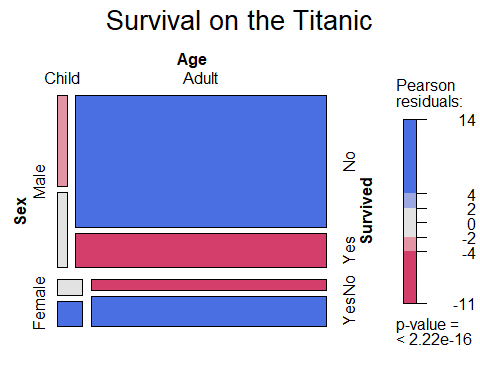 Survival on the Titanic
Age
Child Adult
Pearson
residuals:
14
4
2
0
-2
-4
-11
p-value =
< 2.22e-16
Sex
Male
Female
Survived
No
Yes
No
Yes